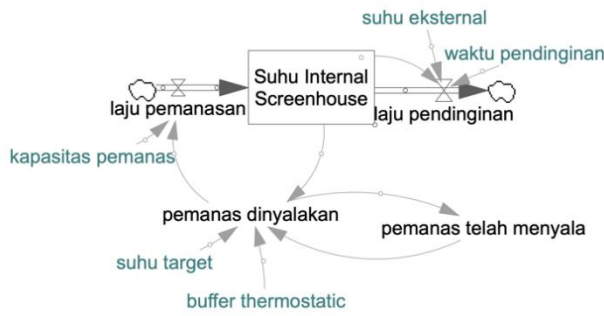 suhu eksternal
waktu pendinginan
Suhu Internal
Screenhouse
laju pemanasan
laju pendinginan
kapasitas pemanas
pemanas dinyalakan
pemanas telah menyala
suhu target
buffer thermostatic